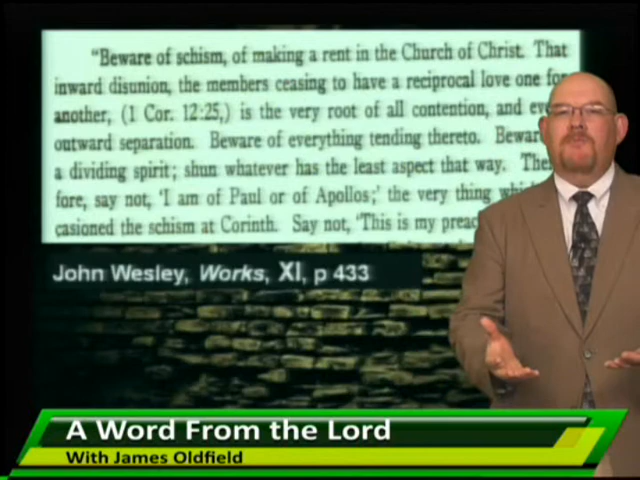 "Beware of schism, of making a rent in the Church of Christ. That
inward disunion, the members ceasing to have a reciprocal love one for
another, (1 Cor. 12:25,) is the very root of all contention, and
outward separation. Beware of everything tending thereto.
a dividing spirit; shun whatever has the least aspect that way.
fore, say not, 'I am of Paul or of Apollos;' the very thing
casioned the schism at Corinth. Say not, 'This is my
John Wesley, Works, XI, p 433
A Word From the Lord
With James Oldfield